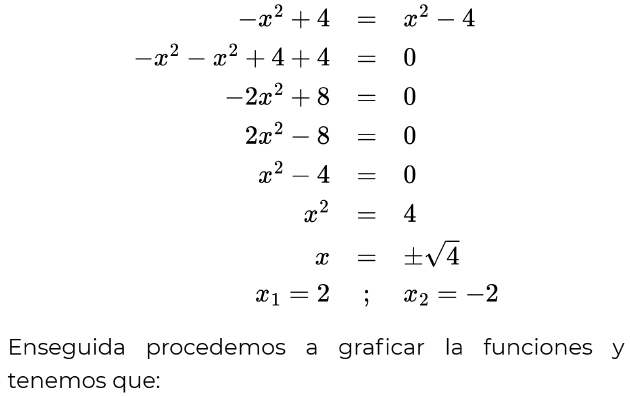 −x² + 4 = x² − 4
−x² − x² + 4 + 4 = 0
−2x² + 8 = 0
2x² − 8 = 0
x² − 4 = 0
x² = 4
x = ±√4
x₁ = 2 ; x₂ = −2
Enseguida procedemos a graficar la funciones y
tenemos que: